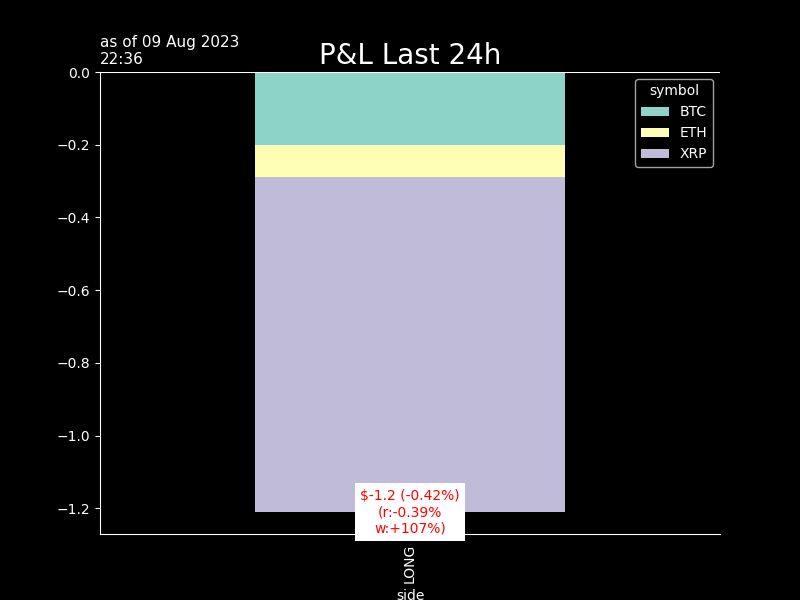 as of 09 Aug 2023
22:36
P&L Last 24h
0.0
−0.2
−0.4
−0.6
−0.8
−1.0
−1.2
symbol
BTC
ETH
XRP
$-1.2 (-0.42%)
(r:-0.39%
w:+107%)
LONG
side